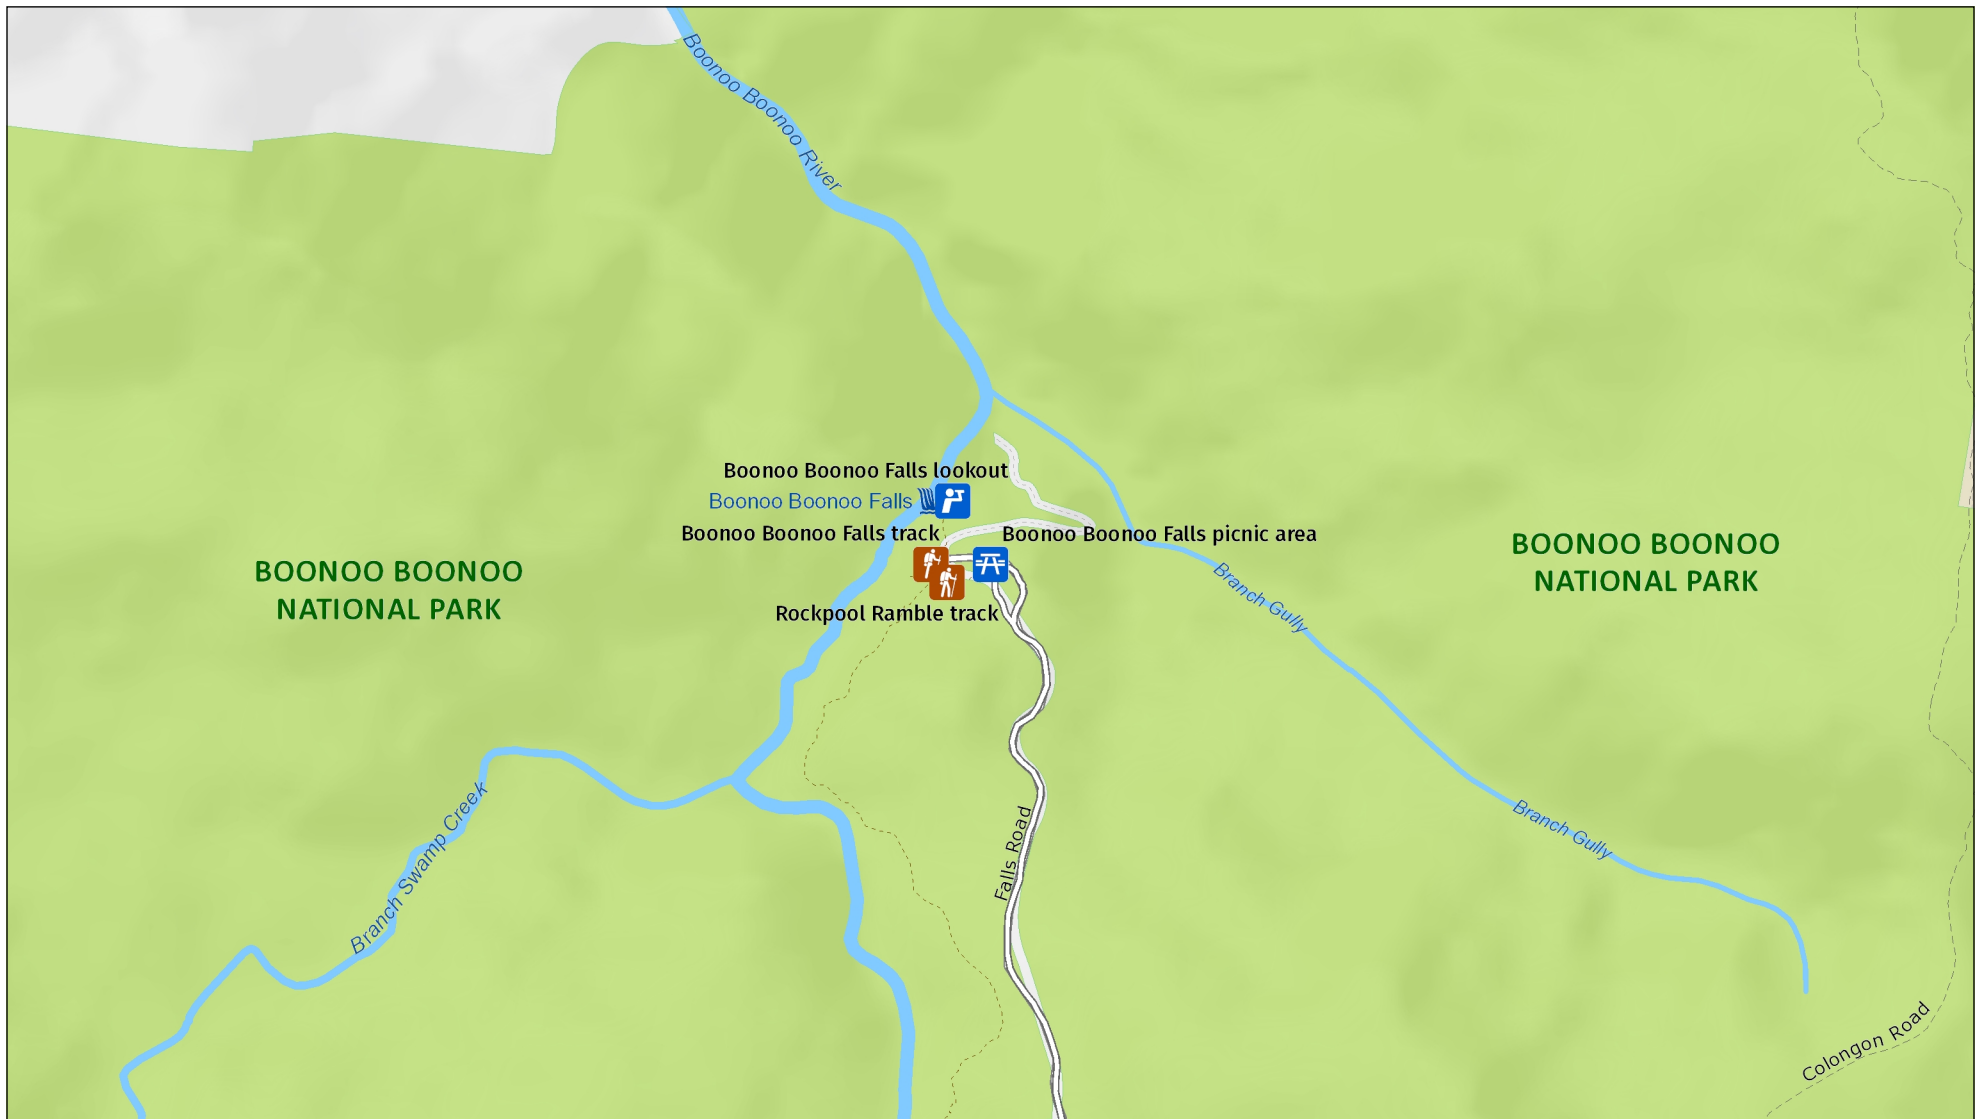 Boonoo Boonoo River
Boonoo Boonoo Falls lookout
Boonoo Boonoo Falls
Boonoo Boonoo Falls track
Boonoo Boonoo Falls picnic area
BOONOO BOONOO
NATIONAL PARK
BOONOO BOONOO
NATIONAL PARK
Branch Gully
Rockpool Ramble track
Branch Swamp Creek
Falls Road
Branch Gully
Colongon Road